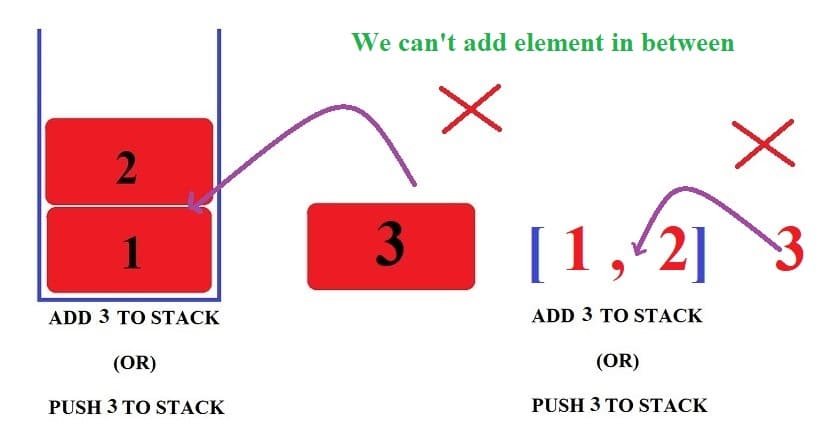 We can't add element in between
2
1
3
[ 1 , 2] 3
ADD 3 TO STACK
(OR)
PUSH 3 TO STACK
ADD 3 TO STACK
(OR)
PUSH 3 TO STACK